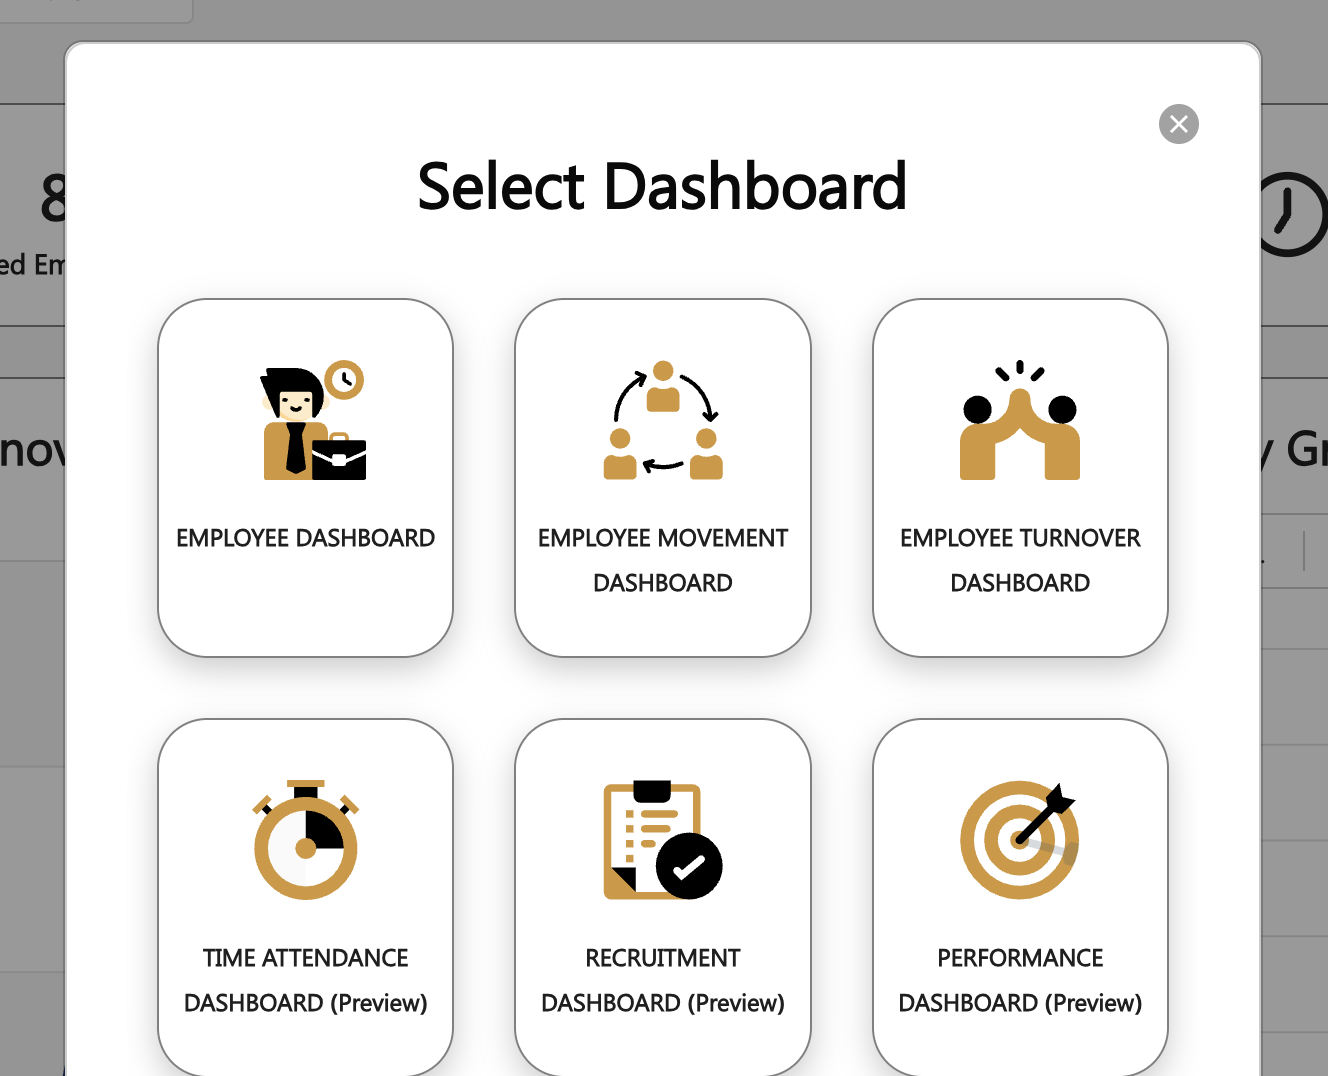 Select Dashboard
8
ed Em
nov
y Gr
EMPLOYEE DASHBOARD
EMPLOYEE MOVEMENT
DASHBOARD
EMPLOYEE TURNOVER
DASHBOARD
TIME ATTENDANCE
DASHBOARD (Preview)
RECRUITMENT
DASHBOARD (Preview)
PERFORMANCE
DASHBOARD (Preview)